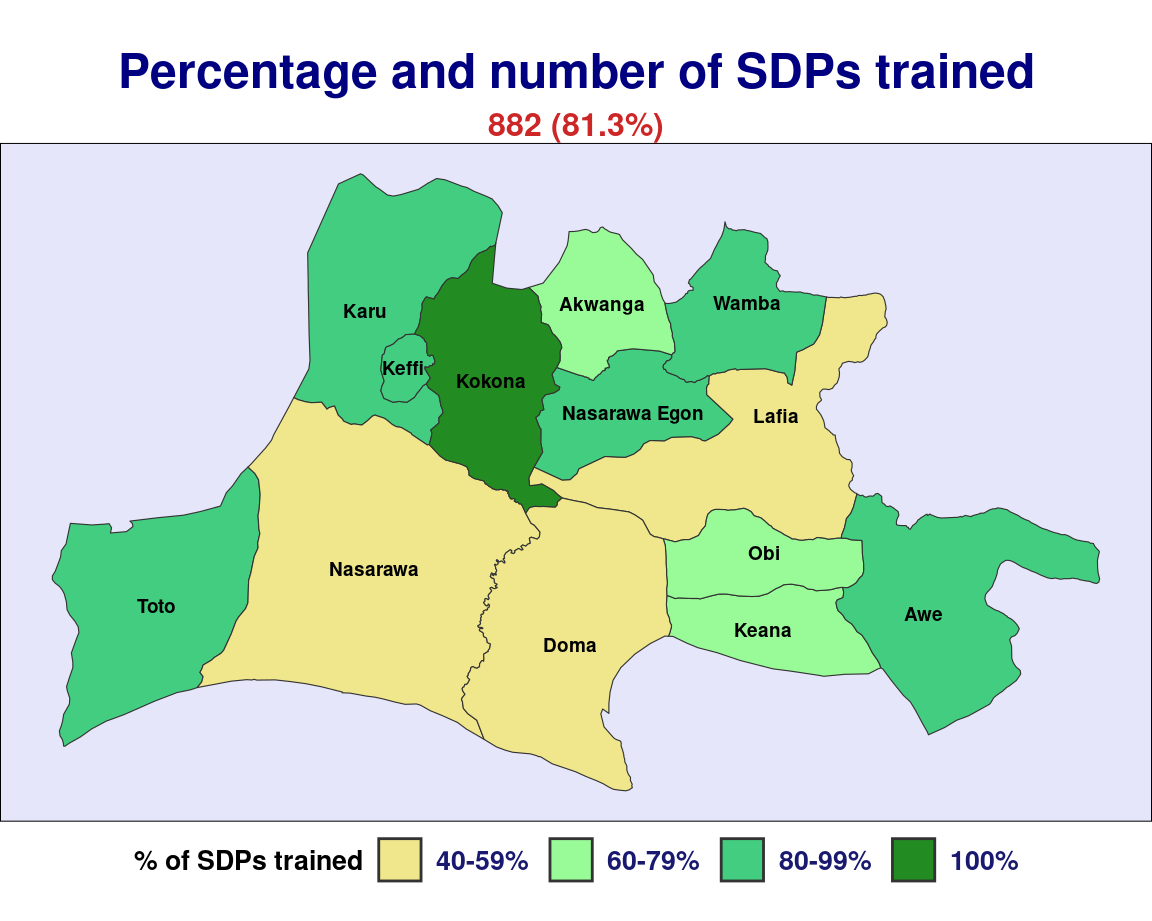 Percentage and number of SDPs trained
882 (81.3%)
Karu
Akwanga
Wamba
Keffi
Kokona
Nasarawa Egon
Lafia
Obi
Nasarawa
Toto
Awe
Keana
Doma
% of SDPs trained 40-59% 60-79% 80-99% 100%